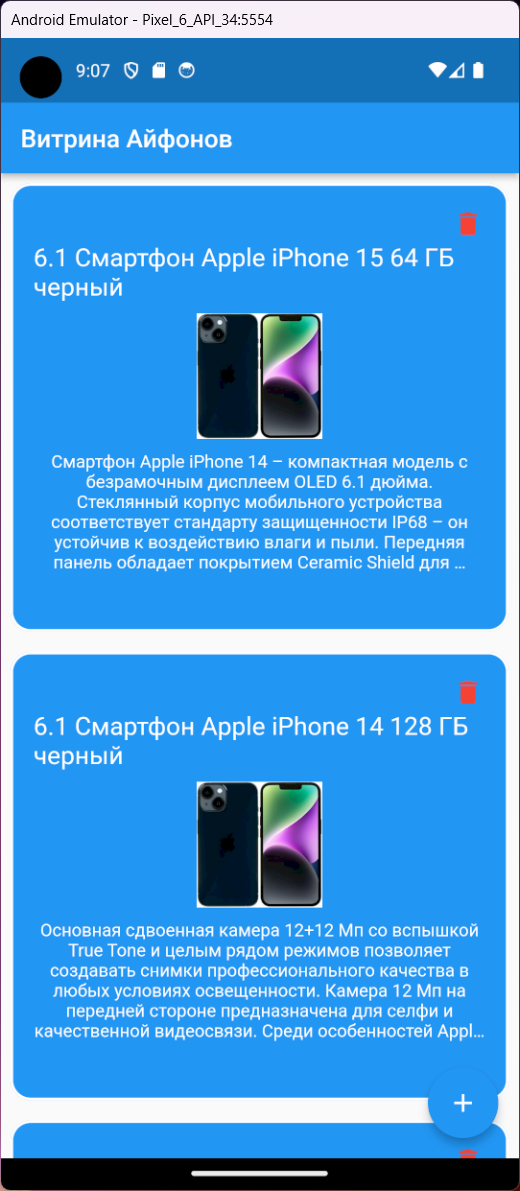 Android Emulator - Pixel_6_API_34:5554
9:07
Витрина Айфонов
6.1 Смартфон Apple iPhone 15 64 ГБ
черный
Смартфон Apple iPhone 14 – компактная модель с
безрамочным дисплеем OLED 6.1 дюйма.
Стеклянный корпус мобильного устройства
соответствует стандарту защищенности IP68 – он
устойчив к воздействию влаги и пыли. Передняя
панель обладает покрытием Ceramic Shield для ...
6.1 Смартфон Apple iPhone 14 128 ГБ
черный
Основная сдвоенная камера 12+12 Мп со вспышкой
True Tone и целым рядом режимов позволяет
создавать снимки профессионального качества в
любых условиях освещенности. Камера 12 Мп на
передней стороне предназначена для селфи и
качественной видеосвязи. Среди особенностей Appl...